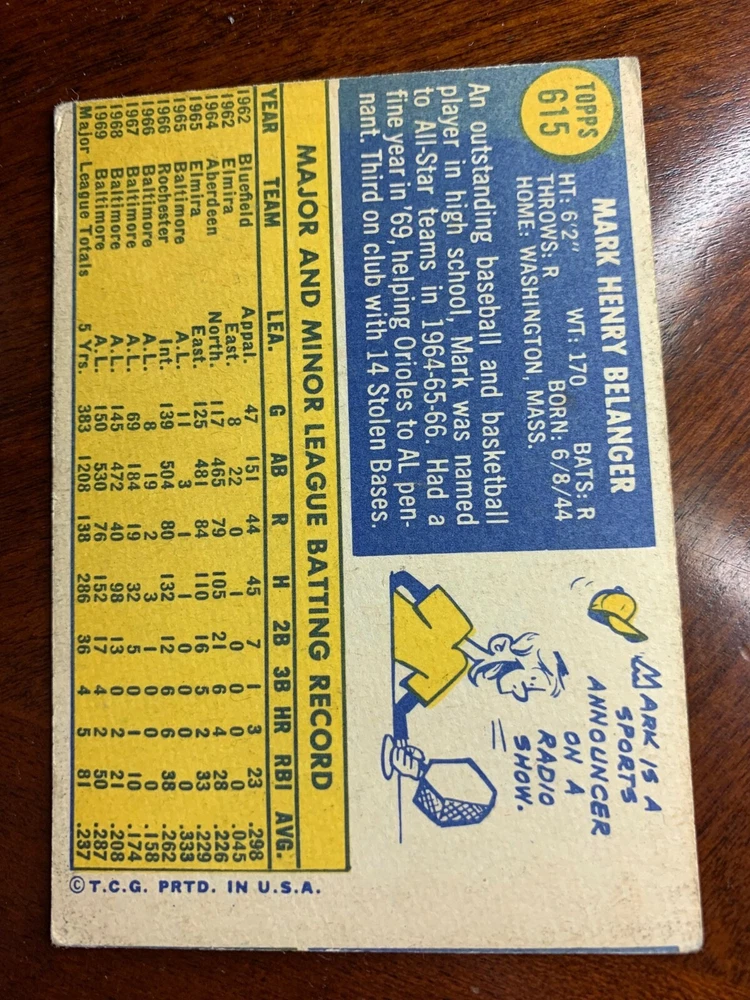 TOPPS
615
MARK HENRY BELANGER
HT: 6'2" WT: 170 BATS: R
THROWS: R BORN: 6/8/44
HOME: WASHINGTON, MASS.
An outstanding baseball and basketball
player in high school, Mark was named
to All-Star teams in 1964-65-66. Had a
fine year in '69, helping Orioles to AL pen-
nant. Third on club with 14 Stolen Bases.
MARK IS A
SPORTS
ANNOUNCER
ON A
RADIO
SHOW.
MAJOR AND MINOR LEAGUE BATTING RECORD
YEAR TEAM LEA. G AB R H 2B 3B HR RBI AVG.
1962 Bluefield Appal. 47 151 44 45 7 1 3 23 .298
1962 Elmira East. 8 22 0 1 0 0 0 0 .045
1964 Aberdeen North. 117 465 79 105 21 6 4 28 .226
1965 Elmira East. 125 481 84 110 16 5 2 33 .229
1965 Baltimore A.L. 11 3 1 1 0 0 0 0 .333
1966 Rochester Int. 139 504 80 132 12 6 6 38 .262
1966 Baltimore A.L. 8 19 2 3 1 0 0 0 .158
1967 Baltimore A.L. 69 184 19 32 5 0 1 10 .174
1968 Baltimore A.L. 145 472 40 98 13 0 2 21 .208
1969 Baltimore A.L. 150 530 76 152 17 4 2 50 .287
Major League Totals 5 Yrs. 383 1208 138 286 36 4 5 81 .237
© T.C.G. PRTD. IN U.S.A.